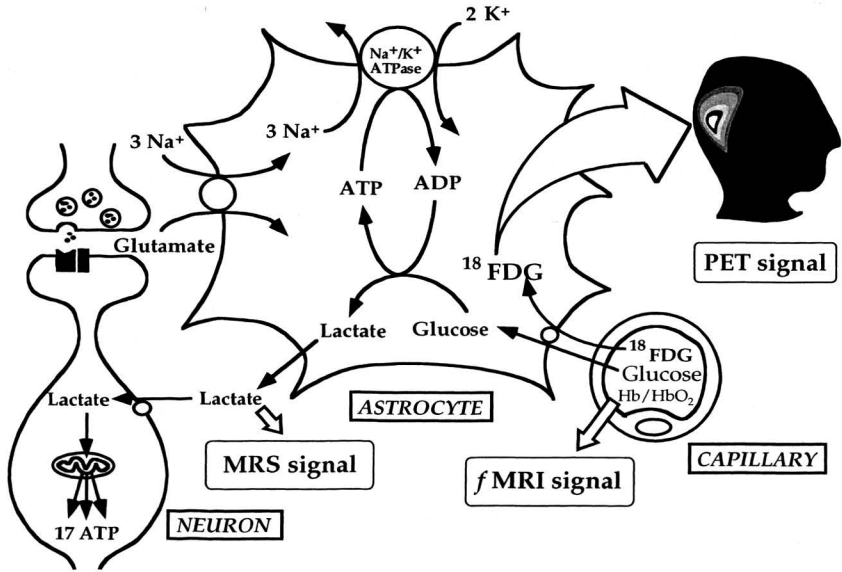 2 K⁺
Na⁺/K⁺
ATPase
3 Na⁺
3 Na⁺
ATP
ADP
Glutamate
¹⁸ FDG
PET signal
Lactate
Glucose
¹⁸ FDG
Glucose
Hb/HbO₂
Lactate
Lactate
ASTROCYTE
MRS signal
f MRI signal
CAPILLARY
17 ATP
NEURON